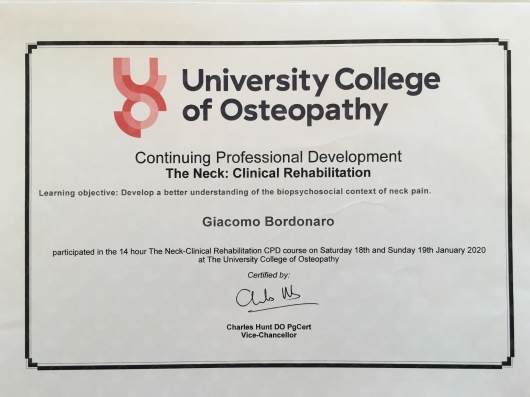 University College
of Osteopathy
Continuing Professional Development
The Neck: Clinical Rehabilitation
Learning objective: Develop a better understanding of the biopsychosocial context of neck pain.
Giacomo Bordonaro
participated in the 14 hour The Neck-Clinical Rehabilitation CPD course on Saturday 18th and Sunday 19th January 2020
at The University College of Osteopathy
Certified by:
Charles Hunt DO PgCert
Vice-Chancellor